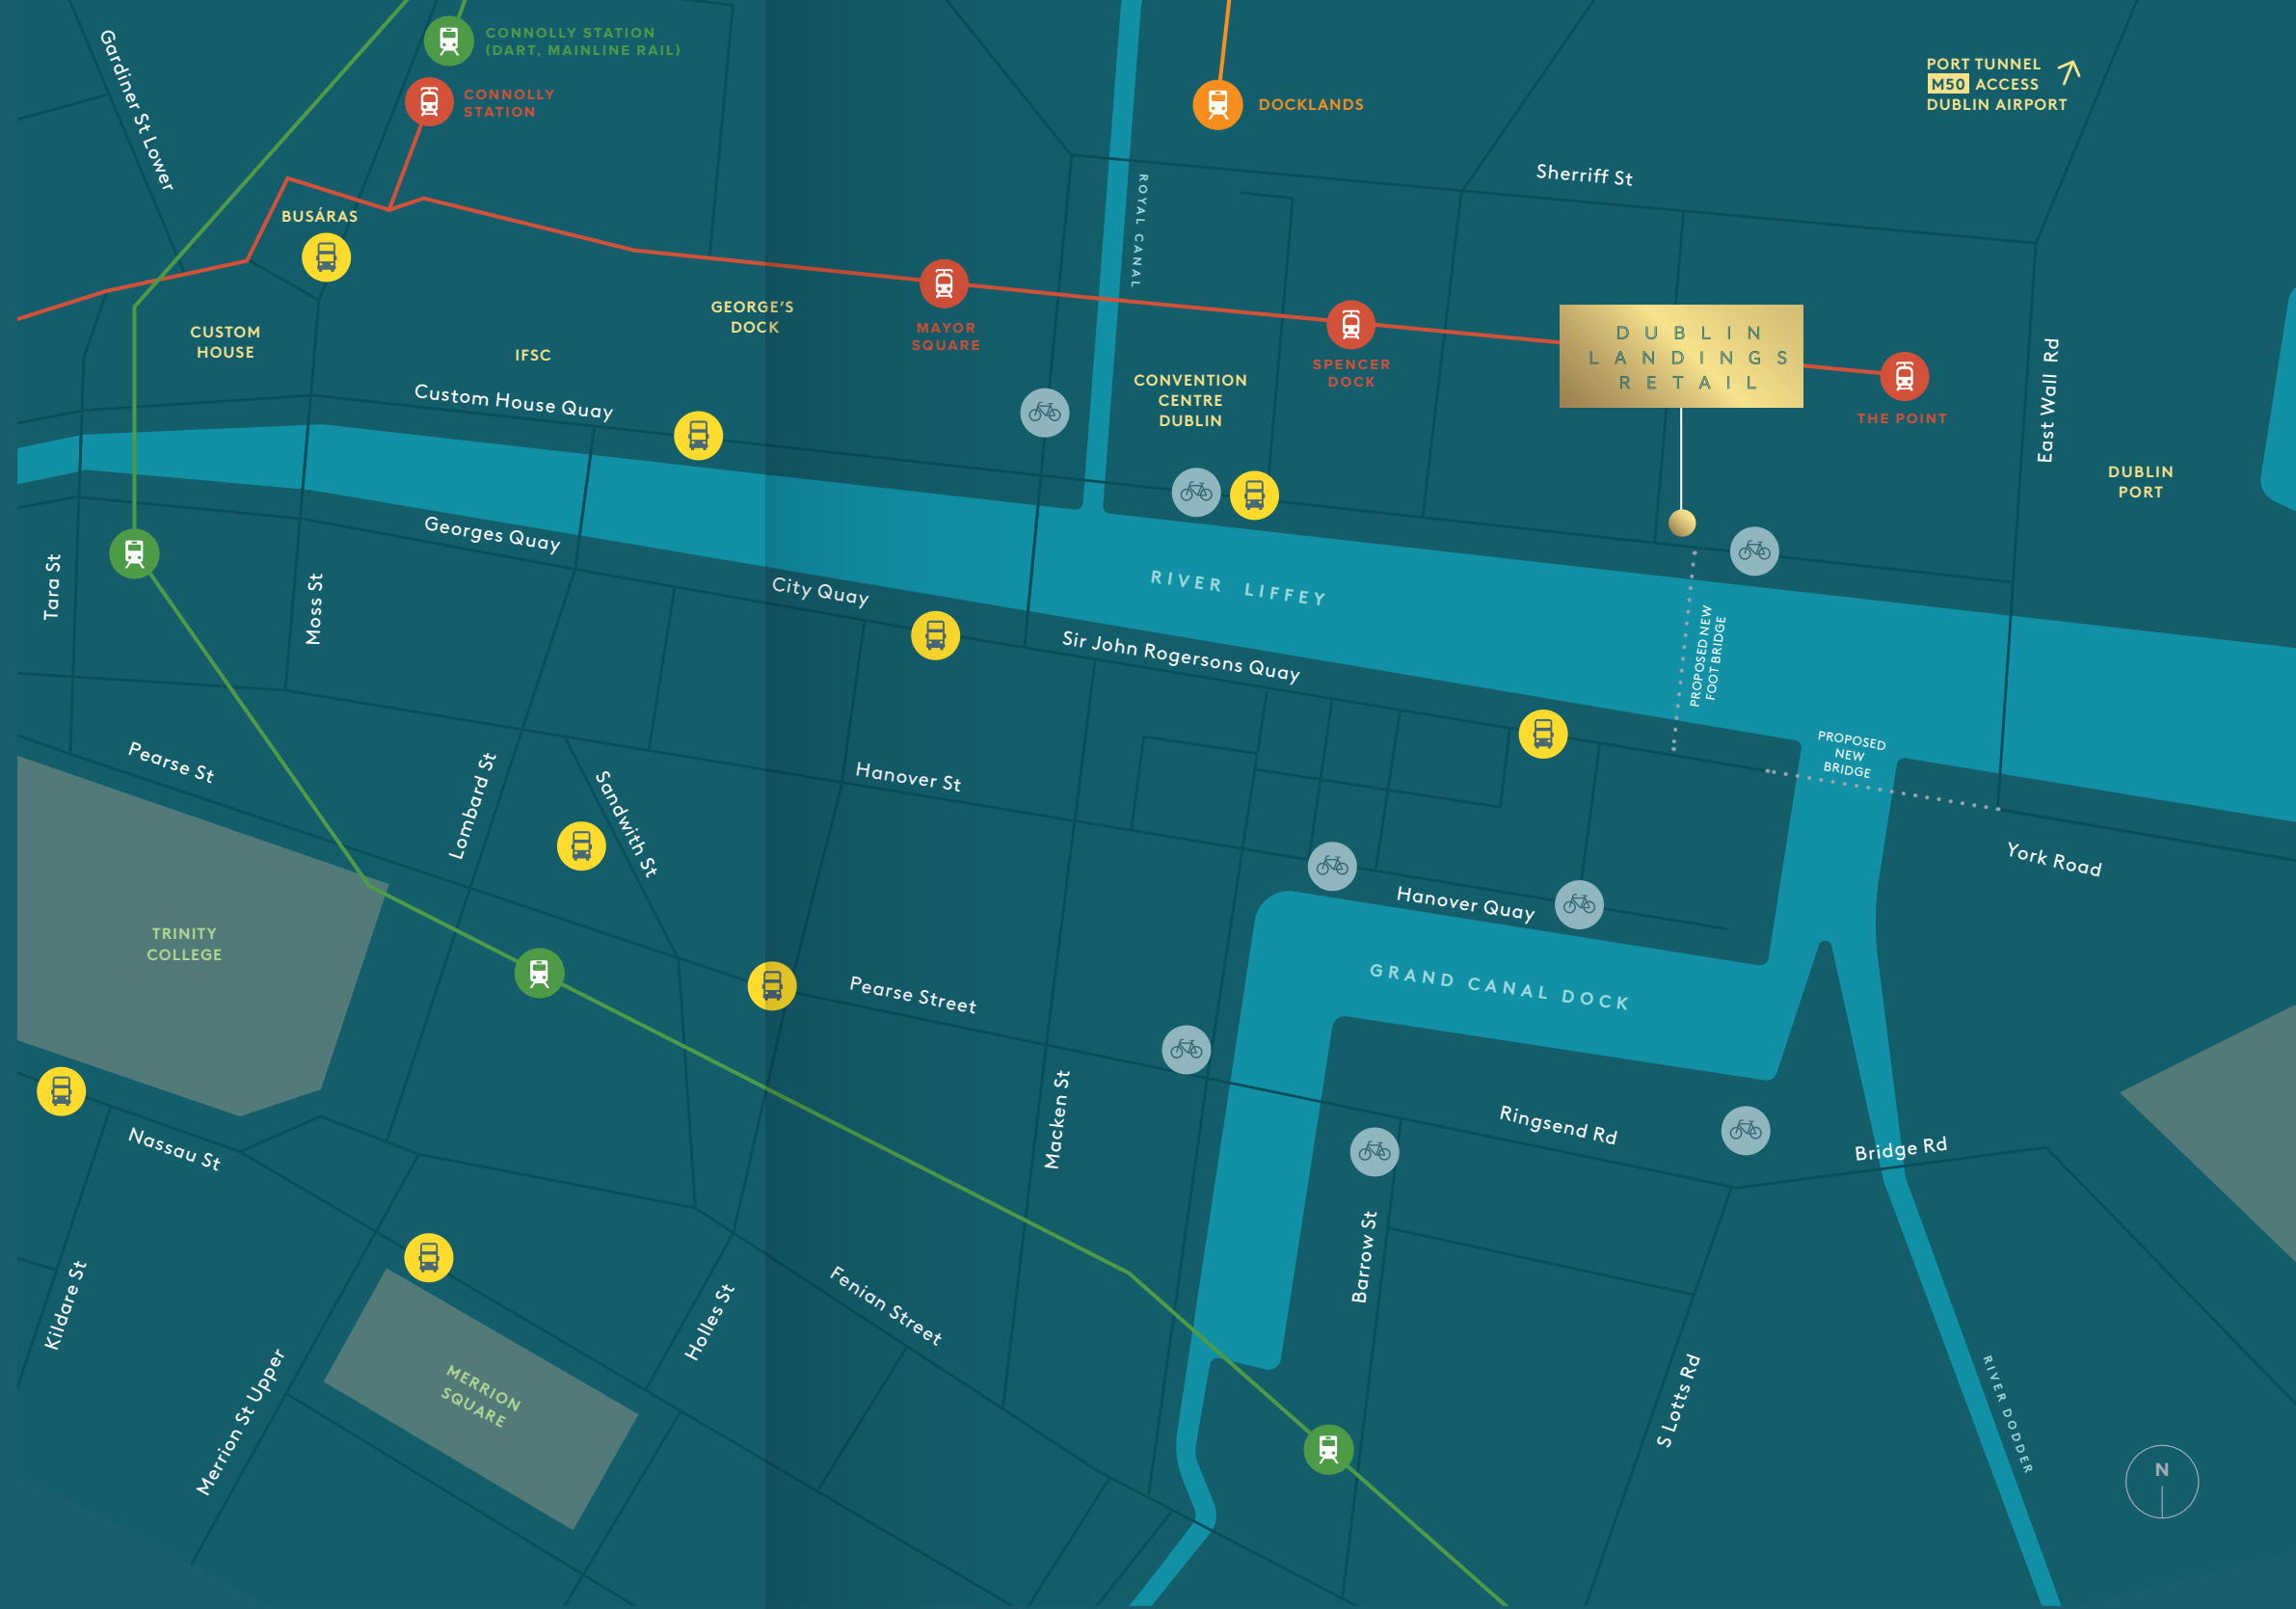 CONNOLLY STATION
(DART, MAINLINE RAIL)
CONNOLLY
STATION
Gardiner St Lower
DOCKLANDS
PORT TUNNEL
M50 ACCESS
DUBLIN AIRPORT
Sherriff St
ROYAL CANAL
BUSÁRAS
CUSTOM
HOUSE
IFSC
GEORGE'S
DOCK
MAYOR
SQUARE
CONVENTION
CENTRE
DUBLIN
SPENCER
DOCK
DUBLIN
LANDINGS
RETAIL
THE POINT
East Wall Rd
DUBLIN
PORT
Custom House Quay
Georges Quay
City Quay
RIVER LIFFEY
Sir John Rogersons Quay
PROPOSED NEW
FOOT BRIDGE
PROPOSED
NEW
BRIDGE
York Road
Tara St
Moss St
Pearse St
Lombard St
Sandwith St
Hanover St
Hanover Quay
TRINITY
COLLEGE
GRAND CANAL DOCK
Pearse Street
Macken St
Ringsend Rd
Bridge Rd
Nassau St
Kildare St
Merrion St Upper
MERRION
SQUARE
Holles St
Fenian Street
Barrow St
S Lotts Rd
RIVER DODDER
N